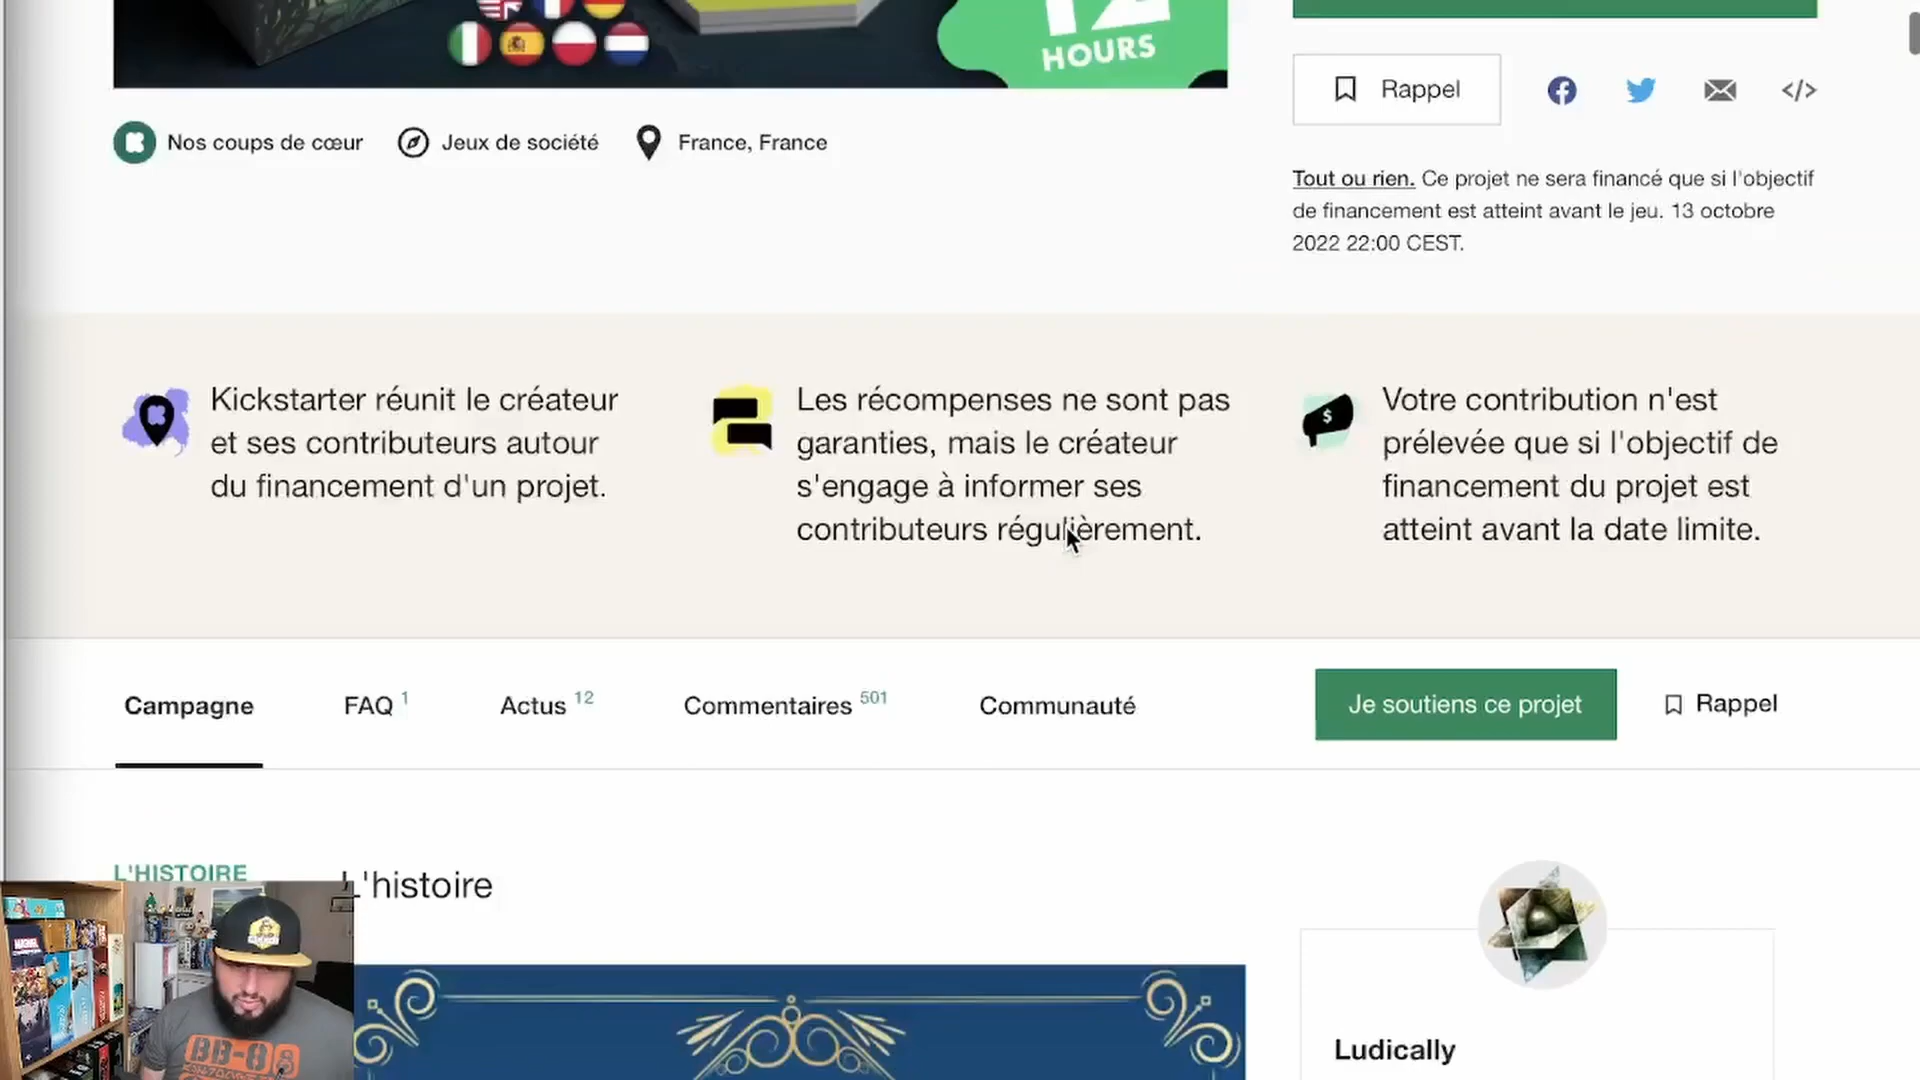 12
HOURS
Rappel
Nos coups de cœur
Jeux de société
France, France
Tout ou rien. Ce projet ne sera financé que si l'objectif
de financement est atteint avant le jeu. 13 octobre
2022 22:00 CEST.
Kickstarter réunit le créateur
et ses contributeurs autour
du financement d'un projet.
Les récompenses ne sont pas
garanties, mais le créateur
s'engage à informer ses
contributeurs régulièrement.
Votre contribution n'est
prélevée que si l'objectif de
financement du projet est
atteint avant la date limite.
Campagne
FAQ 1
Actus 12
Commentaires 501
Communauté
Je soutiens ce projet
Rappel
L'HISTOIRE
L'histoire
MARVEL
BB-8
Ludically